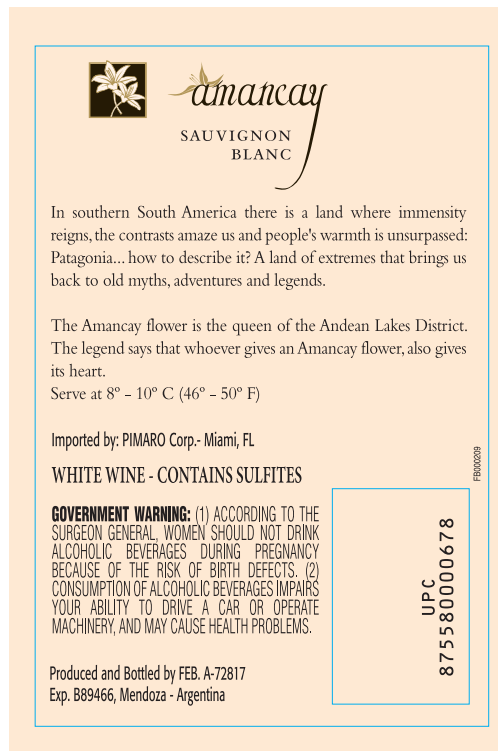 amancay
SAUVIGNON
BLANC
In southern South America there is a land where immensity
reigns, the contrasts amaze us and people's warmth is unsurpassed:
Patagonia... how to describe it? A land of extremes that brings us
back to old myths, adventures and legends.
The Amancay flower is the queen of the Andean Lakes District.
The legend says that whoever gives an Amancay flower, also gives
its heart.
Serve at 8º - 10º C (46º - 50º F)
Imported by: PIMARO Corp.- Miami, FL
WHITE WINE - CONTAINS SULFITES
GOVERNMENT WARNING: (1) ACCORDING TO THE
SURGEON GENERAL, WOMEN SHOULD NOT DRINK
ALCOHOLIC BEVERAGES DURING PREGNANCY
BECAUSE OF THE RISK OF BIRTH DEFECTS. (2)
CONSUMPTION OF ALCOHOLIC BEVERAGES IMPAIRS
YOUR ABILITY TO DRIVE A CAR OR OPERATE
MACHINERY, AND MAY CAUSE HEALTH PROBLEMS.
Produced and Bottled by FEB. A-72817
Exp. B89466, Mendoza - Argentina
FB000209
UPC
875580000678